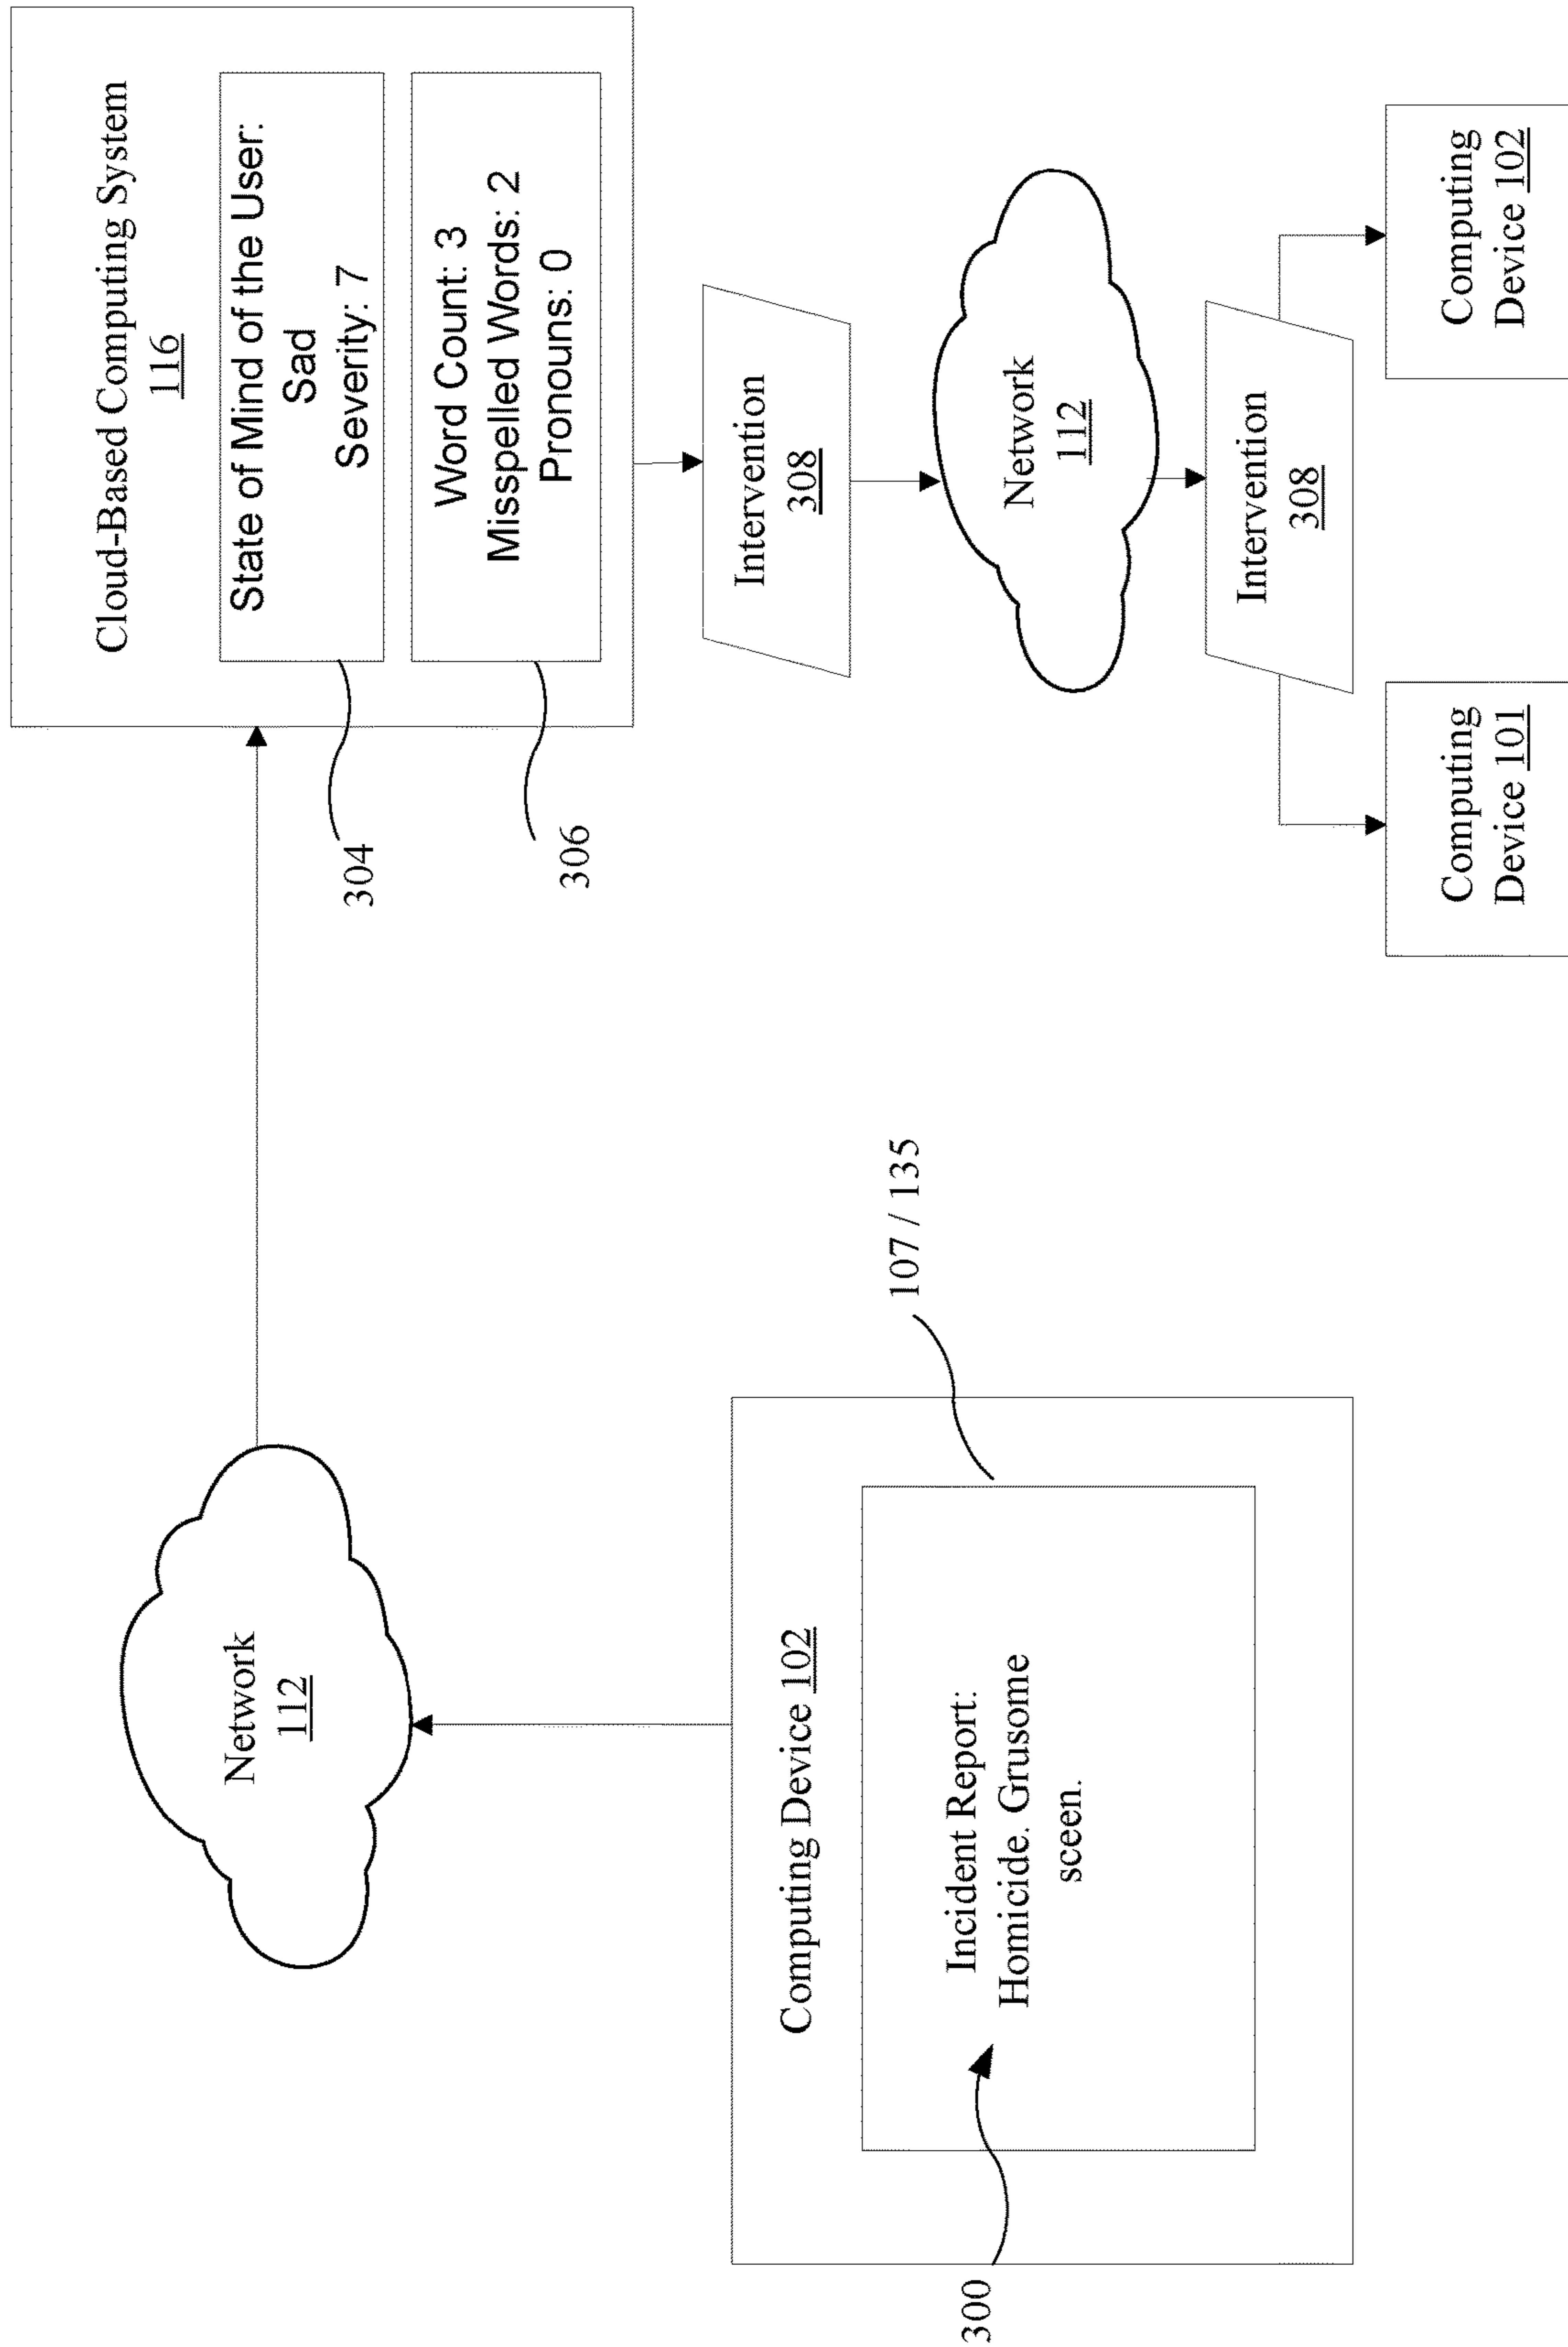 Network
112
Computing Device 102
Incident Report:
Homicide. Grusome
sceen.
300
107 / 135
Cloud-Based Computing System
116
State of Mind of the User:
Sad
Severity: 7
304
Word Count: 3
Misspelled Words: 2
Pronouns: 0
306
Intervention
308
Network
112
Intervention
308
Computing
Device 101
Computing
Device 102